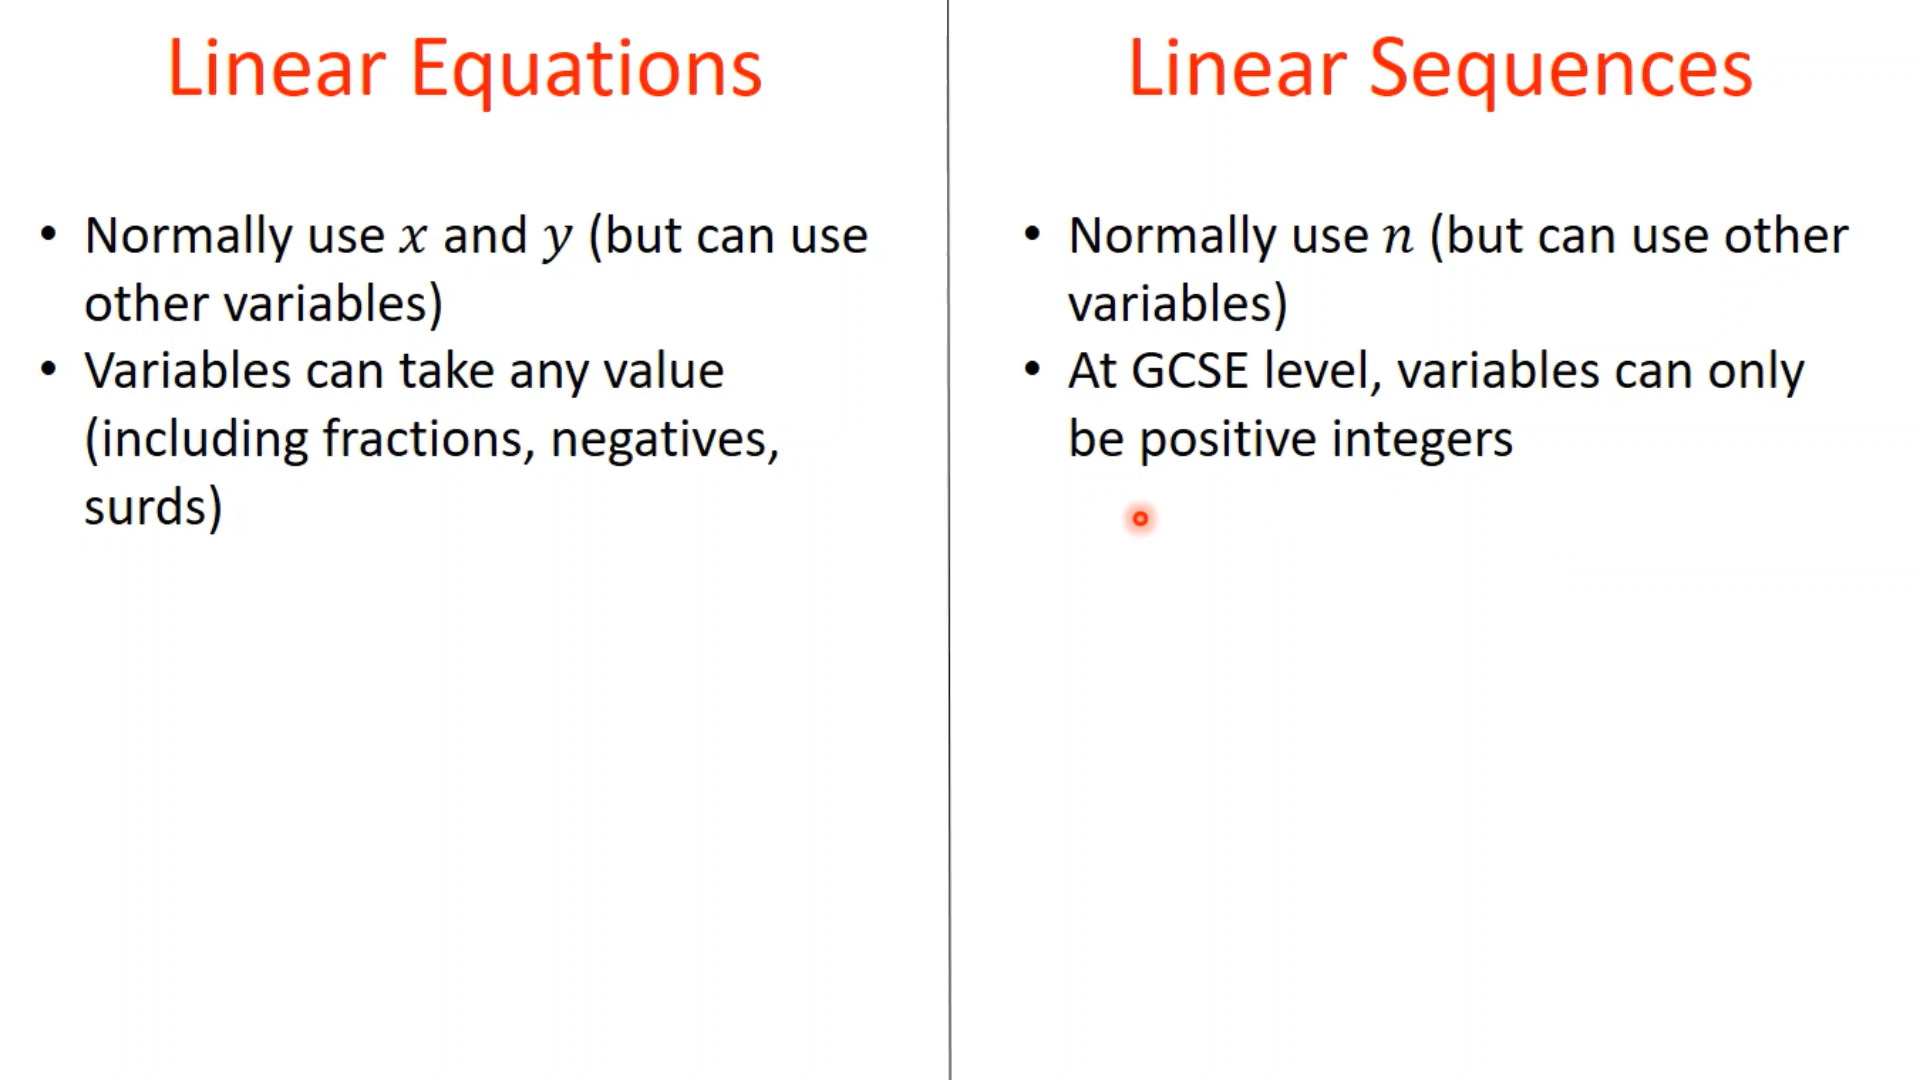 Linear Equations
• Normally use x and y (but can use
other variables)
• Variables can take any value
(including fractions, negatives,
surds)
Linear Sequences
• Normally use n (but can use other
variables)
• At GCSE level, variables can only
be positive integers